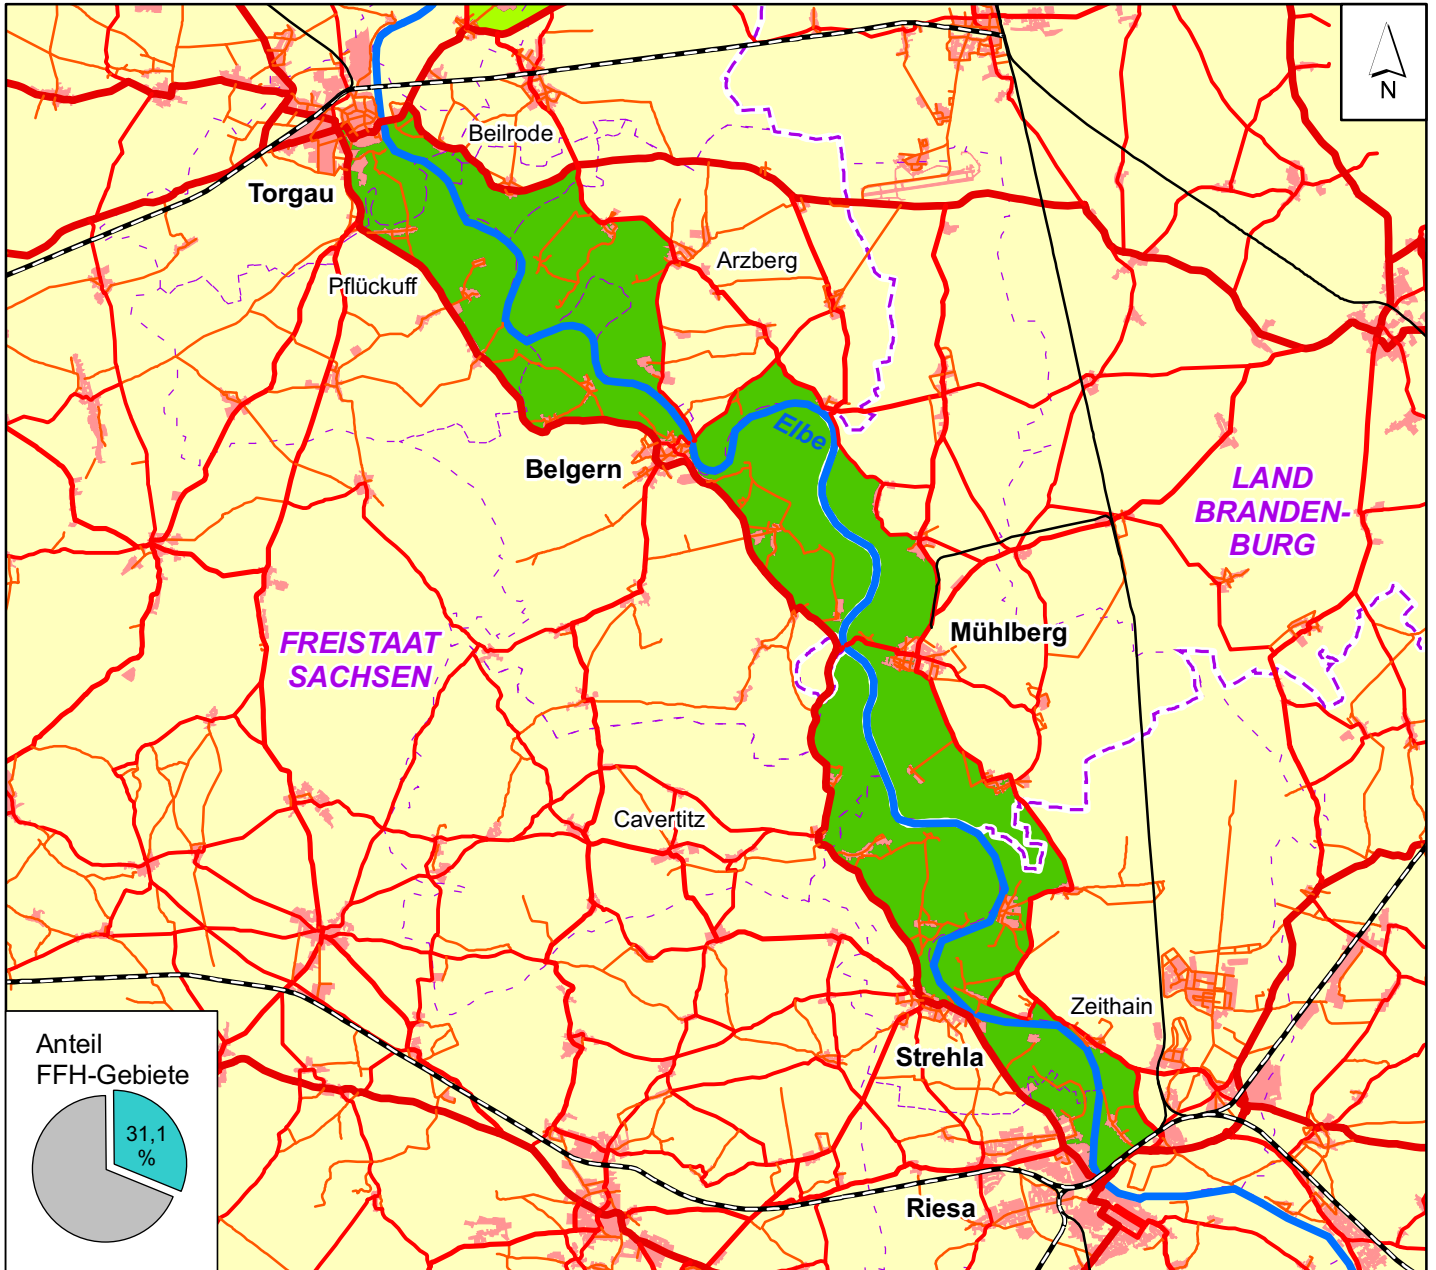 N
Beilrode
Torgau
Arzberg
Pflückuff
Elbe
Belgern
LAND
BRANDEN-
BURG
FREISTAAT
SACHSEN
Mühlberg
Cavertitz
Zeithain
Strehla
Riesa
Anteil
FFH-Gebiete
31,1
%